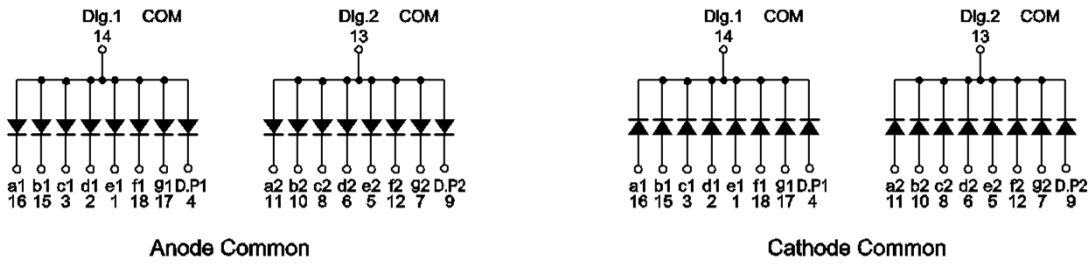 Dig.1 COM Dig.2 COM Dig.1 COM Dig.2 COM
14 13 14 13
a1 b1 c1 d1 e1 f1 g1 D.P1 a2 b2 c2 d2 e2 f2 g2 D.P2 a1 b1 c1 d1 e1 f1 g1 D.P1 a2 b2 c2 d2 e2 f2 g2 D.P2
16 15 3 2 1 18 17 4 11 10 8 6 5 12 7 9 16 15 3 2 1 18 17 4 11 10 8 6 5 12 7 9
Anode Common Cathode Common